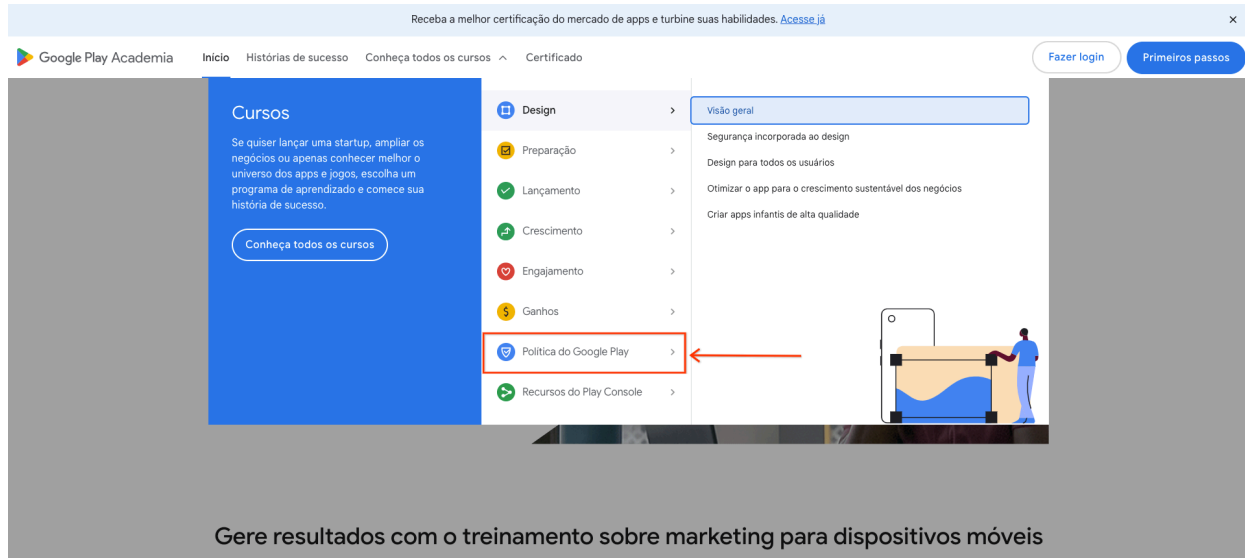 Receba a melhor certificação do mercado de apps e turbine suas habilidades. Acesse já
Google Play Academia
Início
Histórias de sucesso
Conheça todos os cursos
Certificado
Fazer login
Primeiros passos
Cursos
Se quiser lançar uma startup, ampliar os
negócios ou apenas conhecer melhor o
universo dos apps e jogos, escolha um
programa de aprendizado e comece sua
história de sucesso.
Conheça todos os cursos
Design
Preparação
Lançamento
Crescimento
Engajamento
Ganhos
Política do Google Play
Recursos do Play Console
Visão geral
Segurança incorporada ao design
Design para todos os usuários
Otimizar o app para o crescimento sustentável dos negócios
Criar apps infantis de alta qualidade
Gere resultados com o treinamento sobre marketing para dispositivos móveis